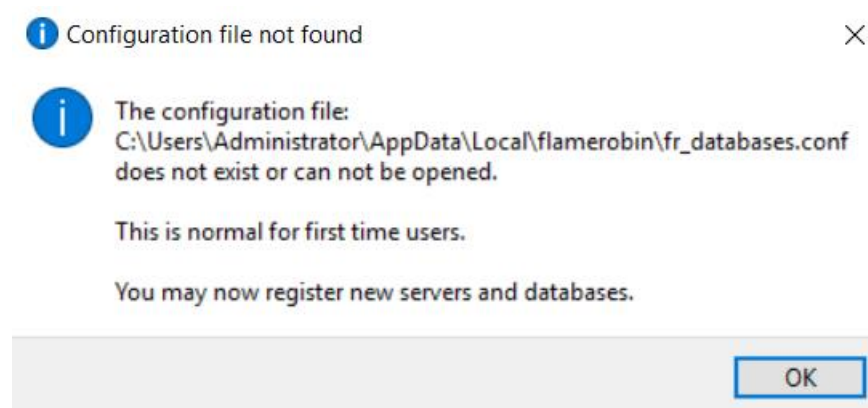 Configuration file not found
The configuration file:
C:\Users\Administrator\AppData\Local\flamerobin\fr_databases.conf
does not exist or can not be opened.
This is normal for first time users.
You may now register new servers and databases.
OK